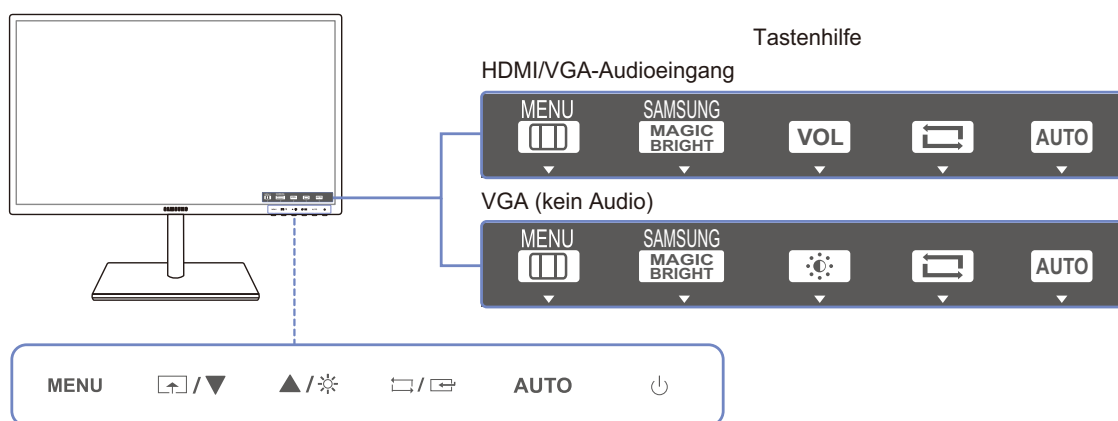 Tastenhilfe
HDMI/VGA-Audioeingang
MENU
SAMSUNG
MAGIC
BRIGHT
VOL
AUTO
VGA (kein Audio)
MENU
SAMSUNG
MAGIC
BRIGHT
AUTO
SAMSUNG
MENU / ▼ ▲ / / AUTO